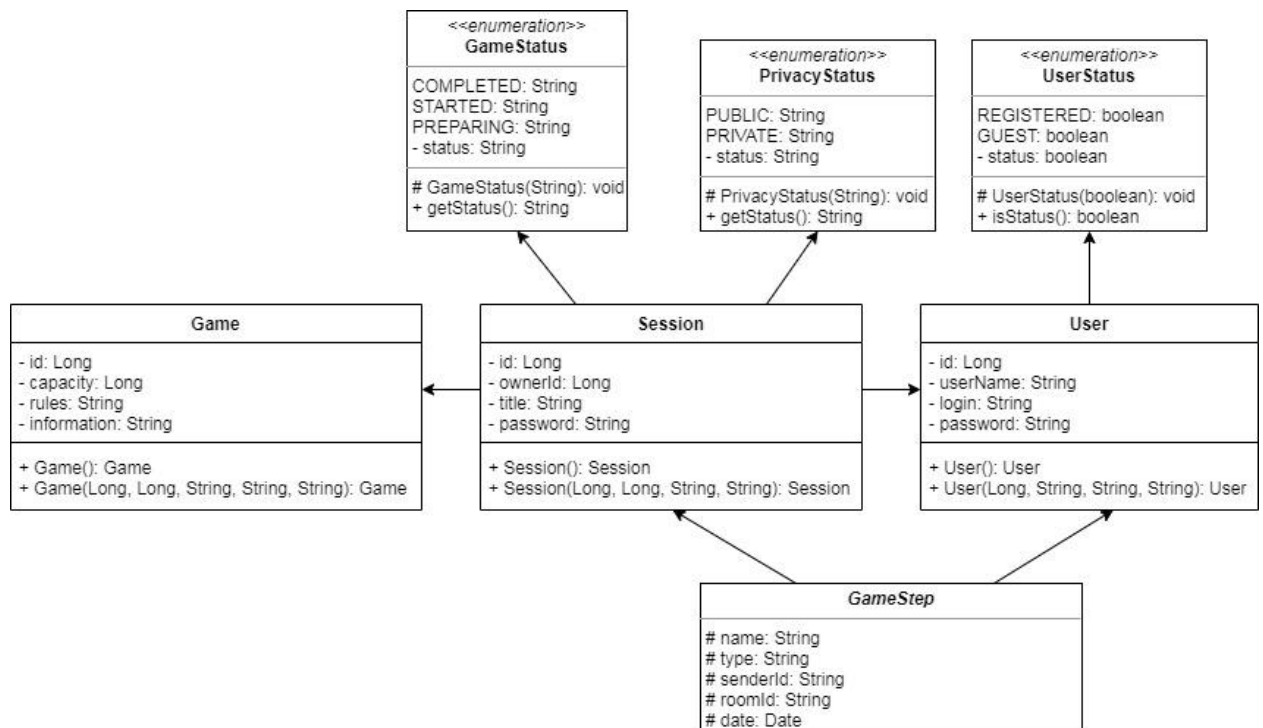 <<enumeration>>
GameStatus
COMPLETED: String
STARTED: String
PREPARING: String
- status: String
# GameStatus(String): void
+ getStatus(): String
<<enumeration>>
PrivacyStatus
PUBLIC: String
PRIVATE: String
- status: String
# PrivacyStatus(String): void
+ getStatus(): String
<<enumeration>>
UserStatus
REGISTERED: boolean
GUEST: boolean
- status: boolean
# UserStatus(boolean): void
+ isStatus(): boolean
Game
- id: Long
- capacity: Long
- rules: String
- information: String
+ Game(): Game
+ Game(Long, Long, String, String, String): Game
Session
- id: Long
- ownerId: Long
- title: String
- password: String
+ Session(): Session
+ Session(Long, Long, String, String): Session
User
- id: Long
- userName: String
- login: String
- password: String
+ User(): User
+ User(Long, String, String, String): User
GameStep
# name: String
# type: String
# senderId: String
# roomId: String
# date: Date